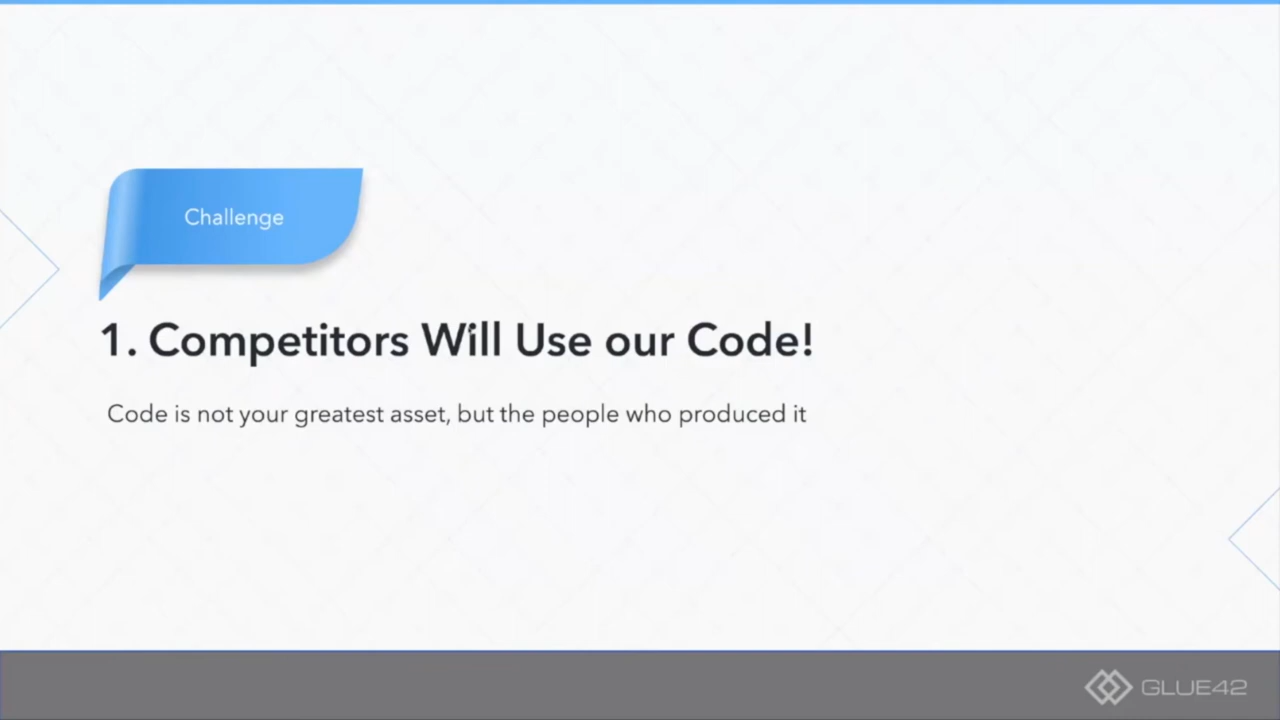 Challenge
1. Competitors Will Use our Code!
Code is not your greatest asset, but the people who produced it
GLUE42